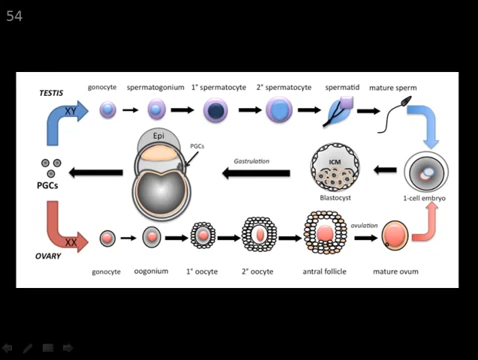 54
TESTIS
gonocyte spermatogonium 1° spermatocyte 2° spermatocyte spermatid mature sperm
XY
Epi
PGCs
Gastrulation
ICM
PGCs
Blastocyst
1-cell embryo
XX
ovulation
OVARY
gonocyte oogonium 1° oocyte 2° oocyte antral follicle mature ovum